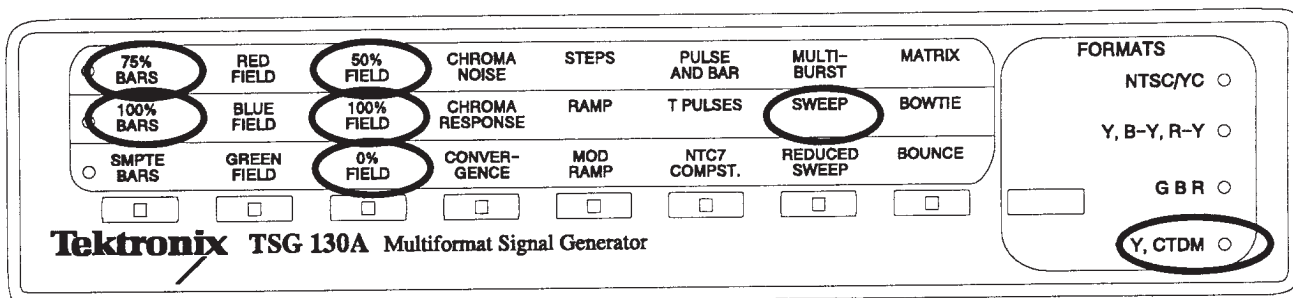 75% BARS RED FIELD 50% FIELD CHROMA NOISE STEPS PULSE AND BAR MULTI- BURST MATRIX
100% BARS BLUE FIELD 100% FIELD CHROMA RESPONSE RAMP T PULSES SWEEP BOWTIE
SMPTE BARS GREEN FIELD 0% FIELD CONVER- GENCE MOD RAMP NTC7 COMPST. REDUCED SWEEP BOUNCE
Tektronix TSG 130A Multiformat Signal Generator
FORMATS
NTSC/YC
Y, B-Y, R-Y
G B R
Y, CTDM